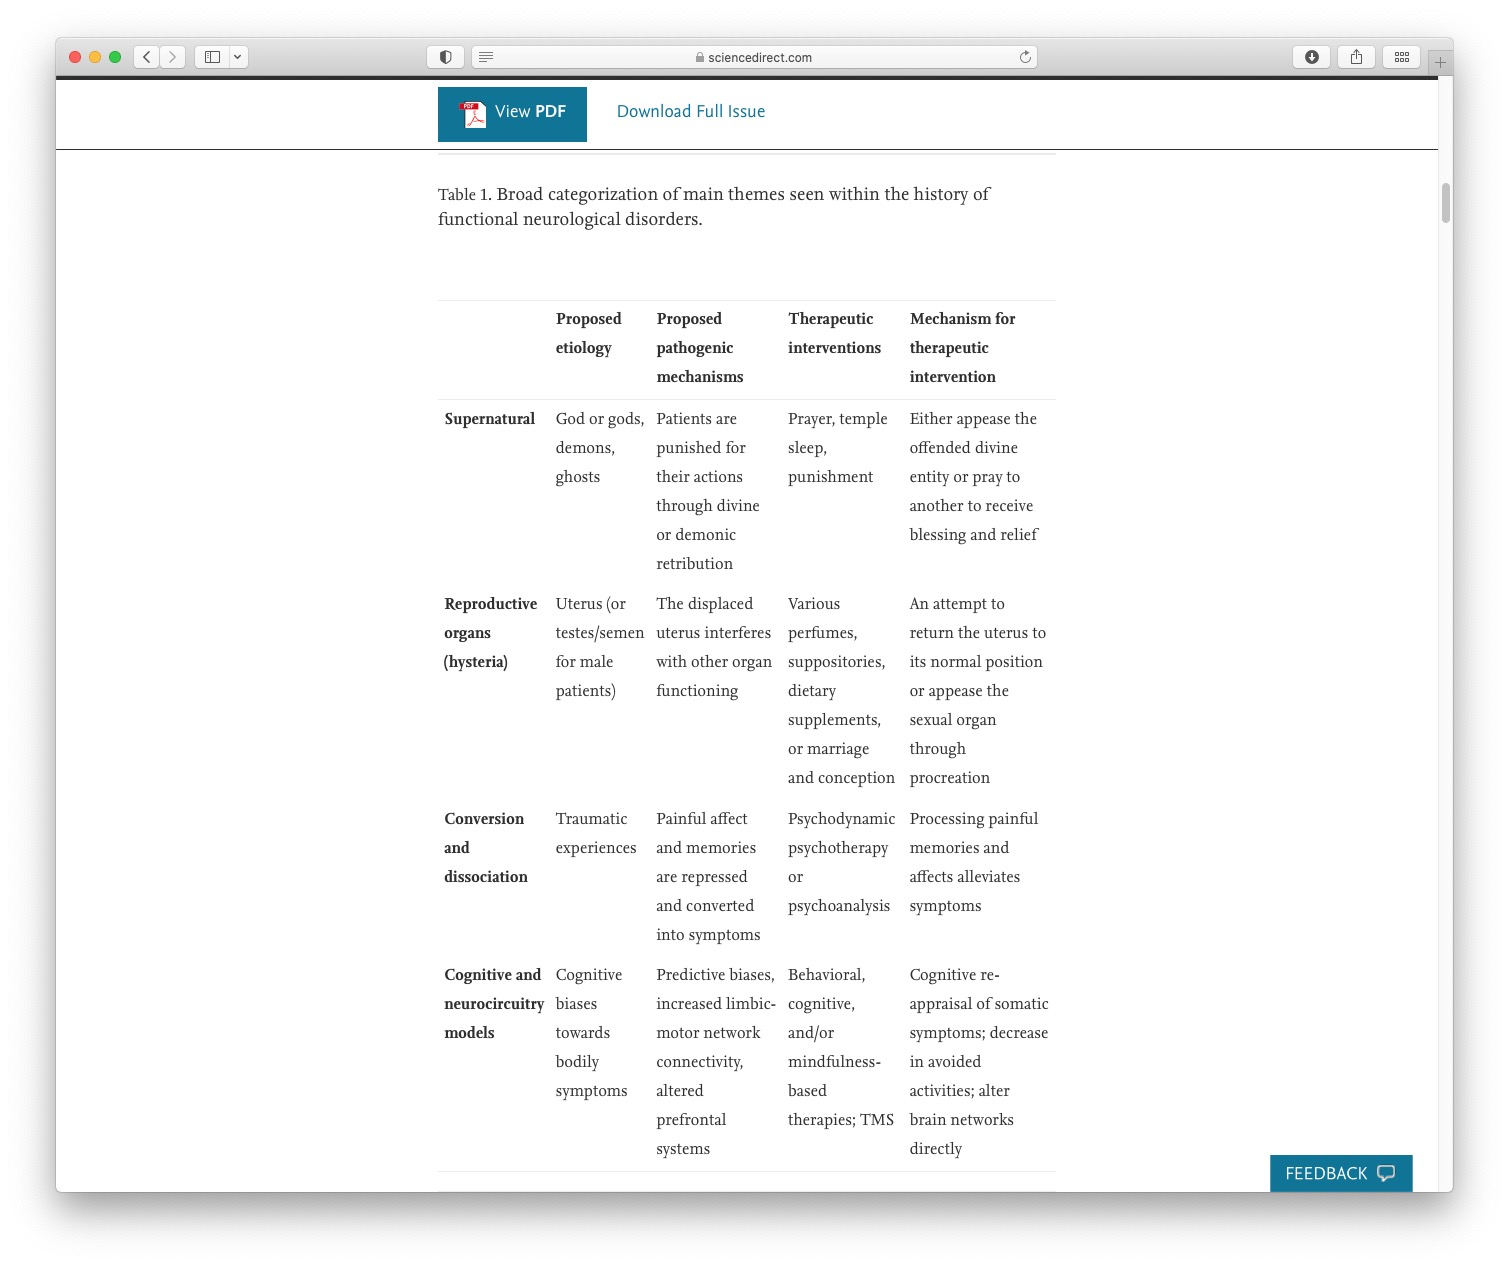 sciencedirect.com
PDF
View PDF
Download Full Issue
Table 1. Broad categorization of main themes seen within the history of
functional neurological disorders.
Proposed
etiology
Proposed
pathogenic
mechanisms
Therapeutic
interventions
Mechanism for
therapeutic
intervention
Supernatural
God or gods,
demons,
ghosts
Patients are
punished for
their actions
through divine
or demonic
retribution
Prayer, temple
sleep,
punishment
Either appease the
offended divine
entity or pray to
another to receive
blessing and relief
Reproductive
organs
(hysteria)
Uterus (or
testes/semen
for male
patients)
The displaced
uterus interferes
with other organ
functioning
Various
perfumes,
suppositories,
dietary
supplements,
or marriage
and conception
An attempt to
return the uterus to
its normal position
or appease the
sexual organ
through
procreation
Conversion
and
dissociation
Traumatic
experiences
Painful affect
and memories
are repressed
and converted
into symptoms
Psychodynamic
psychotherapy
or
psychoanalysis
Processing painful
memories and
affects alleviates
symptoms
Cognitive and
neurocircuitry
models
Cognitive
biases
towards
bodily
symptoms
Predictive biases,
increased limbic-
motor network
connectivity,
altered
prefrontal
systems
Behavioral,
cognitive,
and/or
mindfulness-
based
therapies; TMS
Cognitive re-
appraisal of somatic
symptoms; decrease
in avoided
activities; alter
brain networks
directly
FEEDBACK